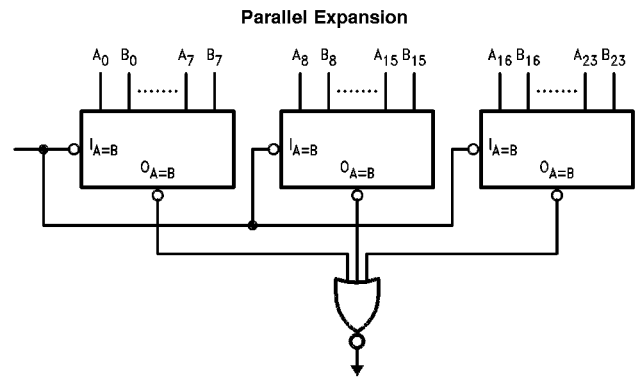 Parallel Expansion
A0 B0 ........ A7 B7 A8 B8 ........ A15 B15 A16 B16 ........ A23 B23
IA=B IA=B IA=B
OA=B OA=B OA=B